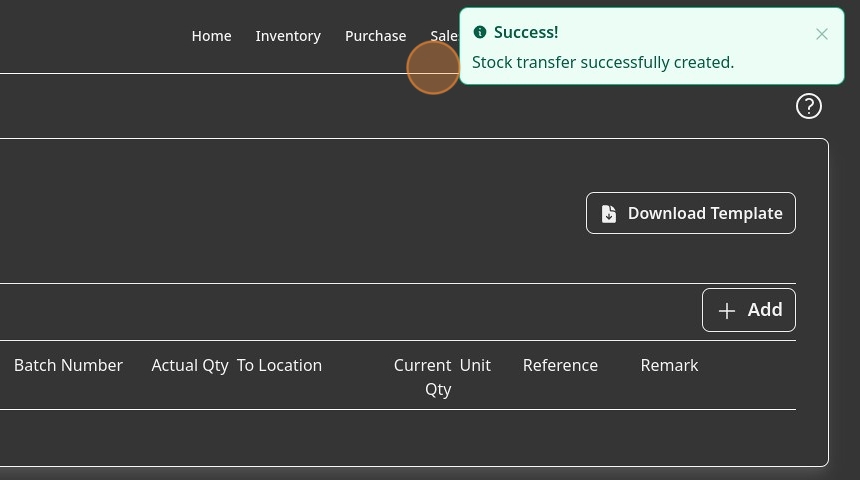 Home Inventory Purchase Sale
Success!
Stock transfer successfully created.
Download Template
Add
Batch Number Actual Qty To Location Current Qty Unit Reference Remark